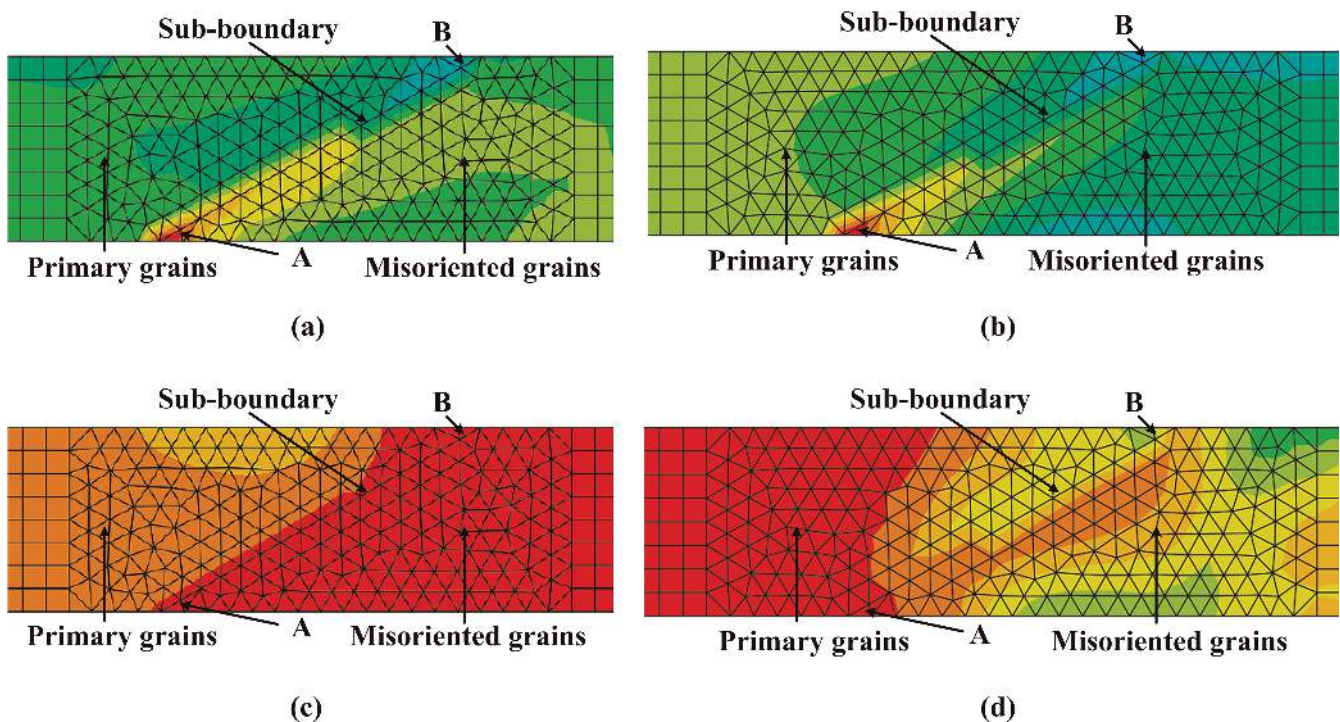 Sub-boundary
B
Primary grains
A
Misoriented grains
(a)
Sub-boundary
B
Primary grains
A
Misoriented grains
(b)
Sub-boundary
B
Primary grains
A
Misoriented grains
(c)
Sub-boundary
B
Primary grains
A
Misoriented grains
(d)